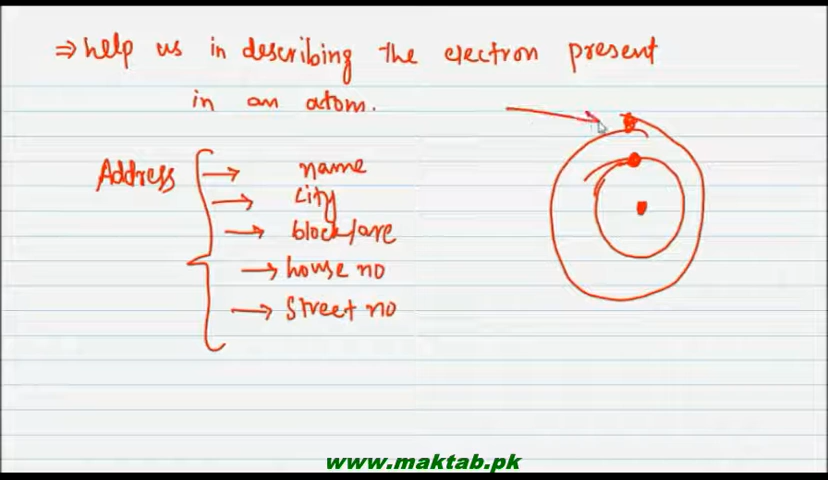 ⇒ help us in describing the electron present
in an atom.
Address
→ name
→ city
→ block/are
→ house no
→ Street no
www.maktab.pk